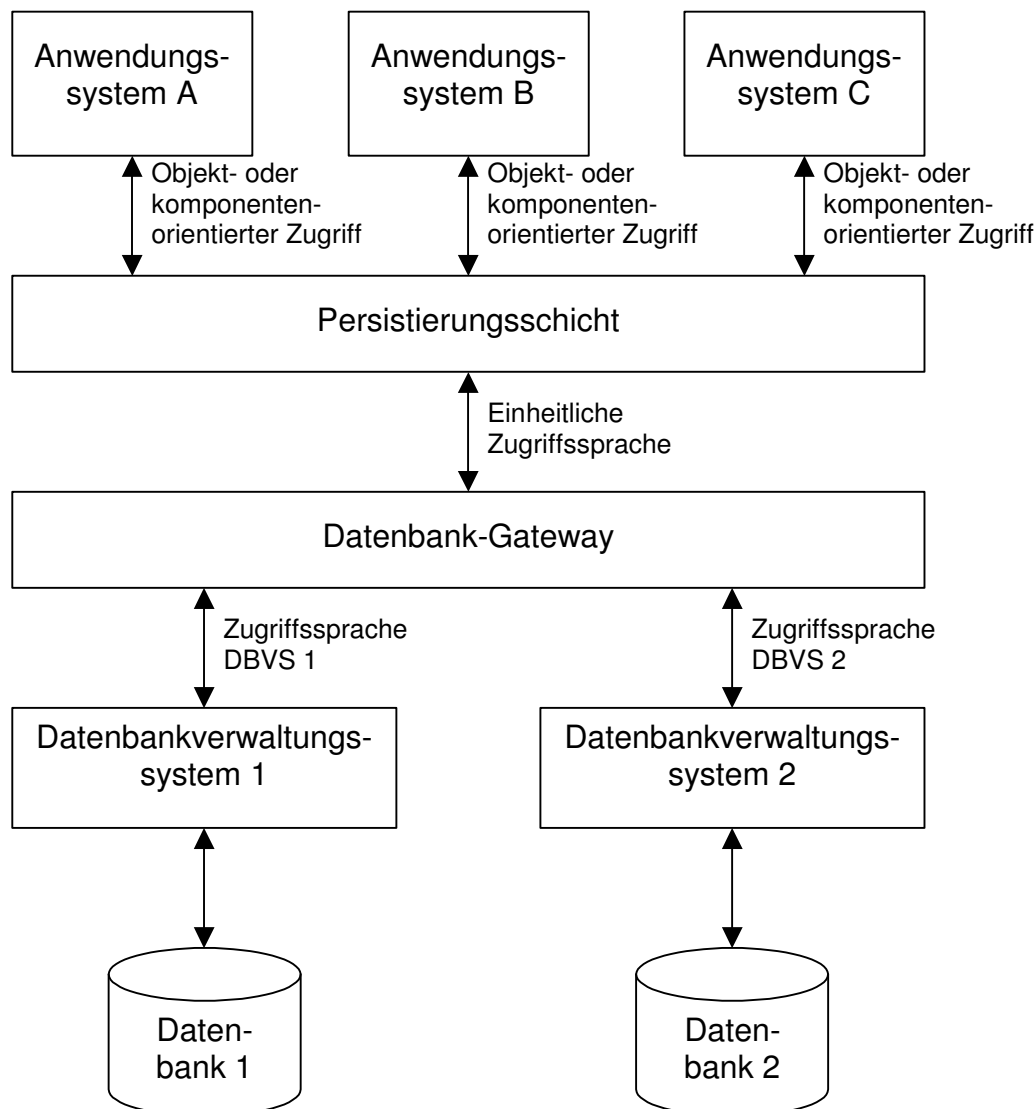 Anwendungs-
system A
Anwendungs-
system B
Anwendungs-
system C
Objekt- oder
komponenten-
orientierter Zugriff
Objekt- oder
komponenten-
orientierter Zugriff
Objekt- oder
komponenten-
orientierter Zugriff
Persistierungsschicht
Einheitliche
Zugriffssprache
Datenbank-Gateway
Zugriffssprache
DBVS 1
Zugriffssprache
DBVS 2
Datenbankverwaltungs-
system 1
Datenbankverwaltungs-
system 2
Daten-
bank 1
Daten-
bank 2